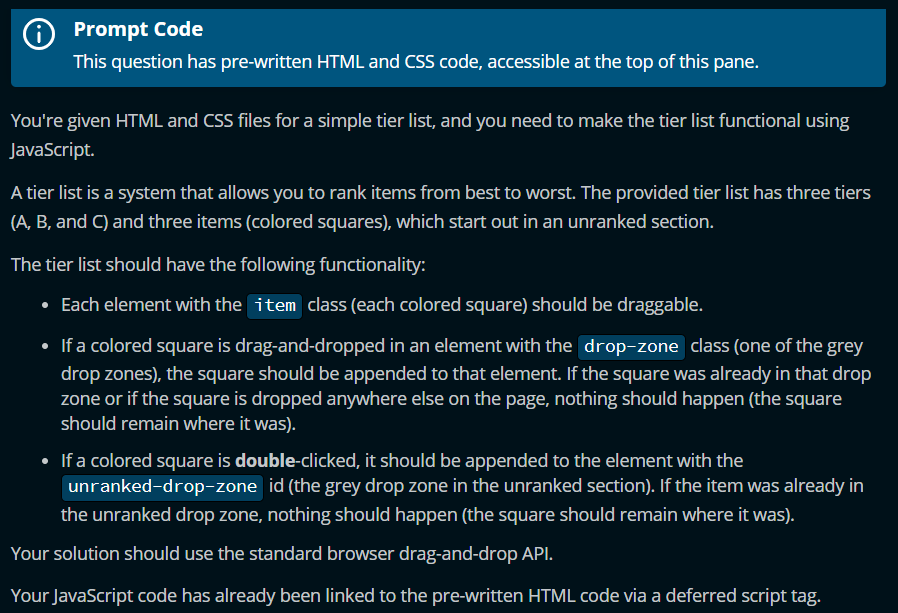 Prompt Code
This question has pre-written HTML and CSS code, accessible at the top of this pane.
You're given HTML and CSS files for a simple tier list, and you need to make the tier list functional using
JavaScript.
A tier list is a system that allows you to rank items from best to worst. The provided tier list has three tiers
(A, B, and C) and three items (colored squares), which start out in an unranked section.
The tier list should have the following functionality:
• Each element with the item class (each colored square) should be draggable.
• If a colored square is drag-and-dropped in an element with the drop-zone class (one of the grey
drop zones), the square should be appended to that element. If the square was already in that drop
zone or if the square is dropped anywhere else on the page, nothing should happen (the square
should remain where it was).
• If a colored square is double-clicked, it should be appended to the element with the
unranked-drop-zone id (the grey drop zone in the unranked section). If the item was already in
the unranked drop zone, nothing should happen (the square should remain where it was).
Your solution should use the standard browser drag-and-drop API.
Your JavaScript code has already been linked to the pre-written HTML code via a deferred script tag.